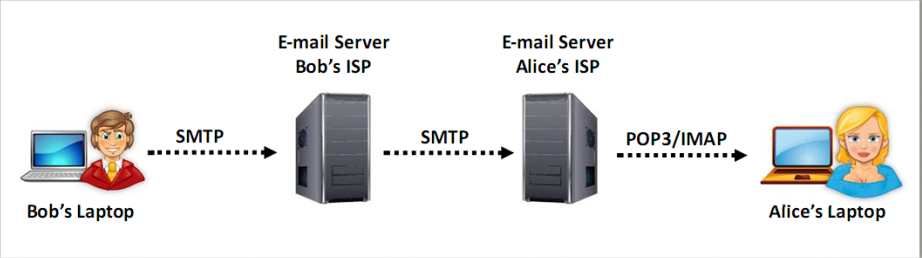 E-mail Server
Bob's ISP
E-mail Server
Alice's ISP
SMTP
SMTP
POP3/IMAP
Bob's Laptop
Alice's Laptop